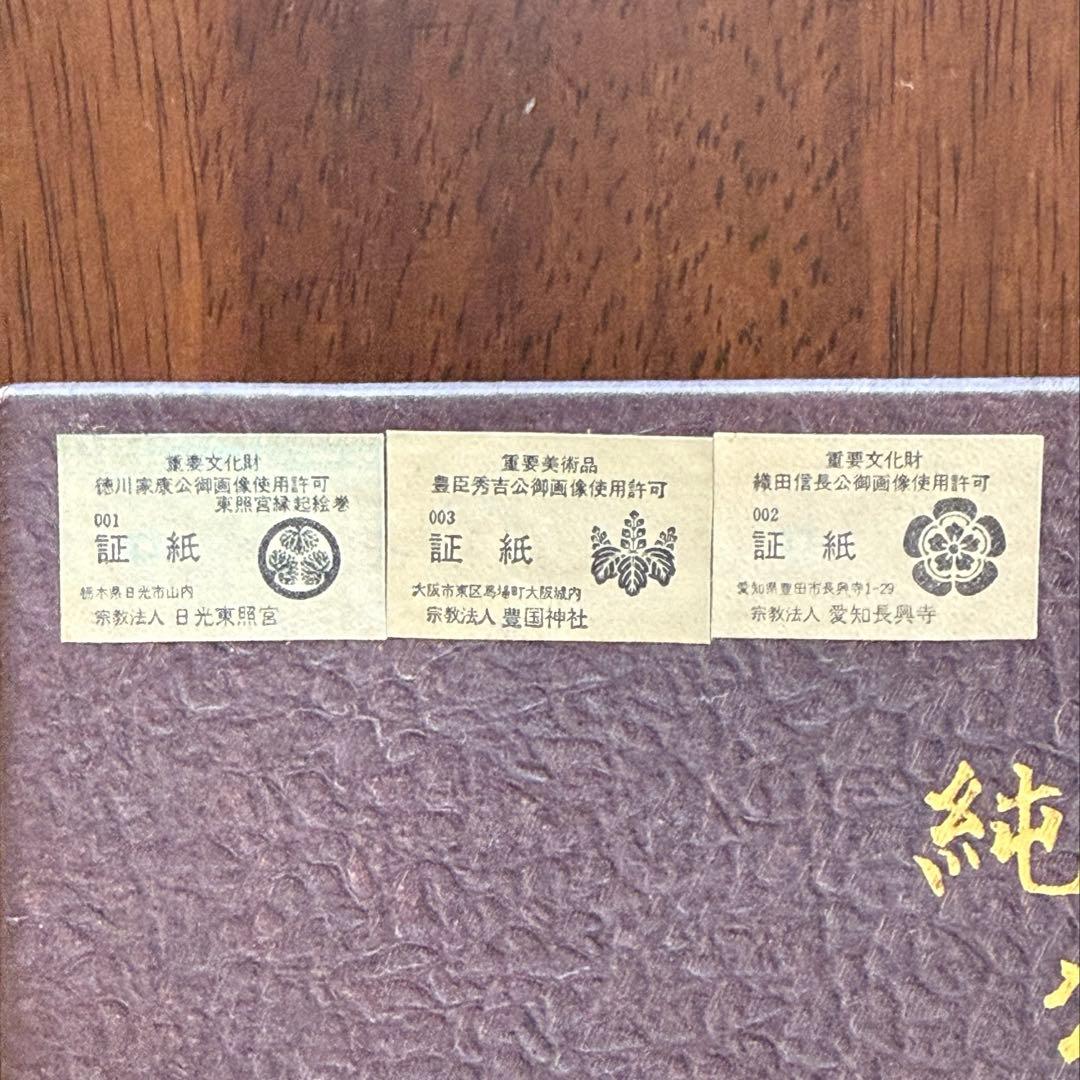 重要文化財
徳川家康公御画像使用許可
東照宮縁起絵巻
001
証紙
栃木県日光市山内
宗教法人 日光東照宮
重要美術品
豊臣秀吉公御画像使用許可
003
証紙
大阪市東区馬場町大阪城内
宗教法人 豊国神社
重要文化財
織田信長公御画像使用許可
002
証紙
愛知県豊田市長興寺1-29
宗教法人 愛知長興寺
純